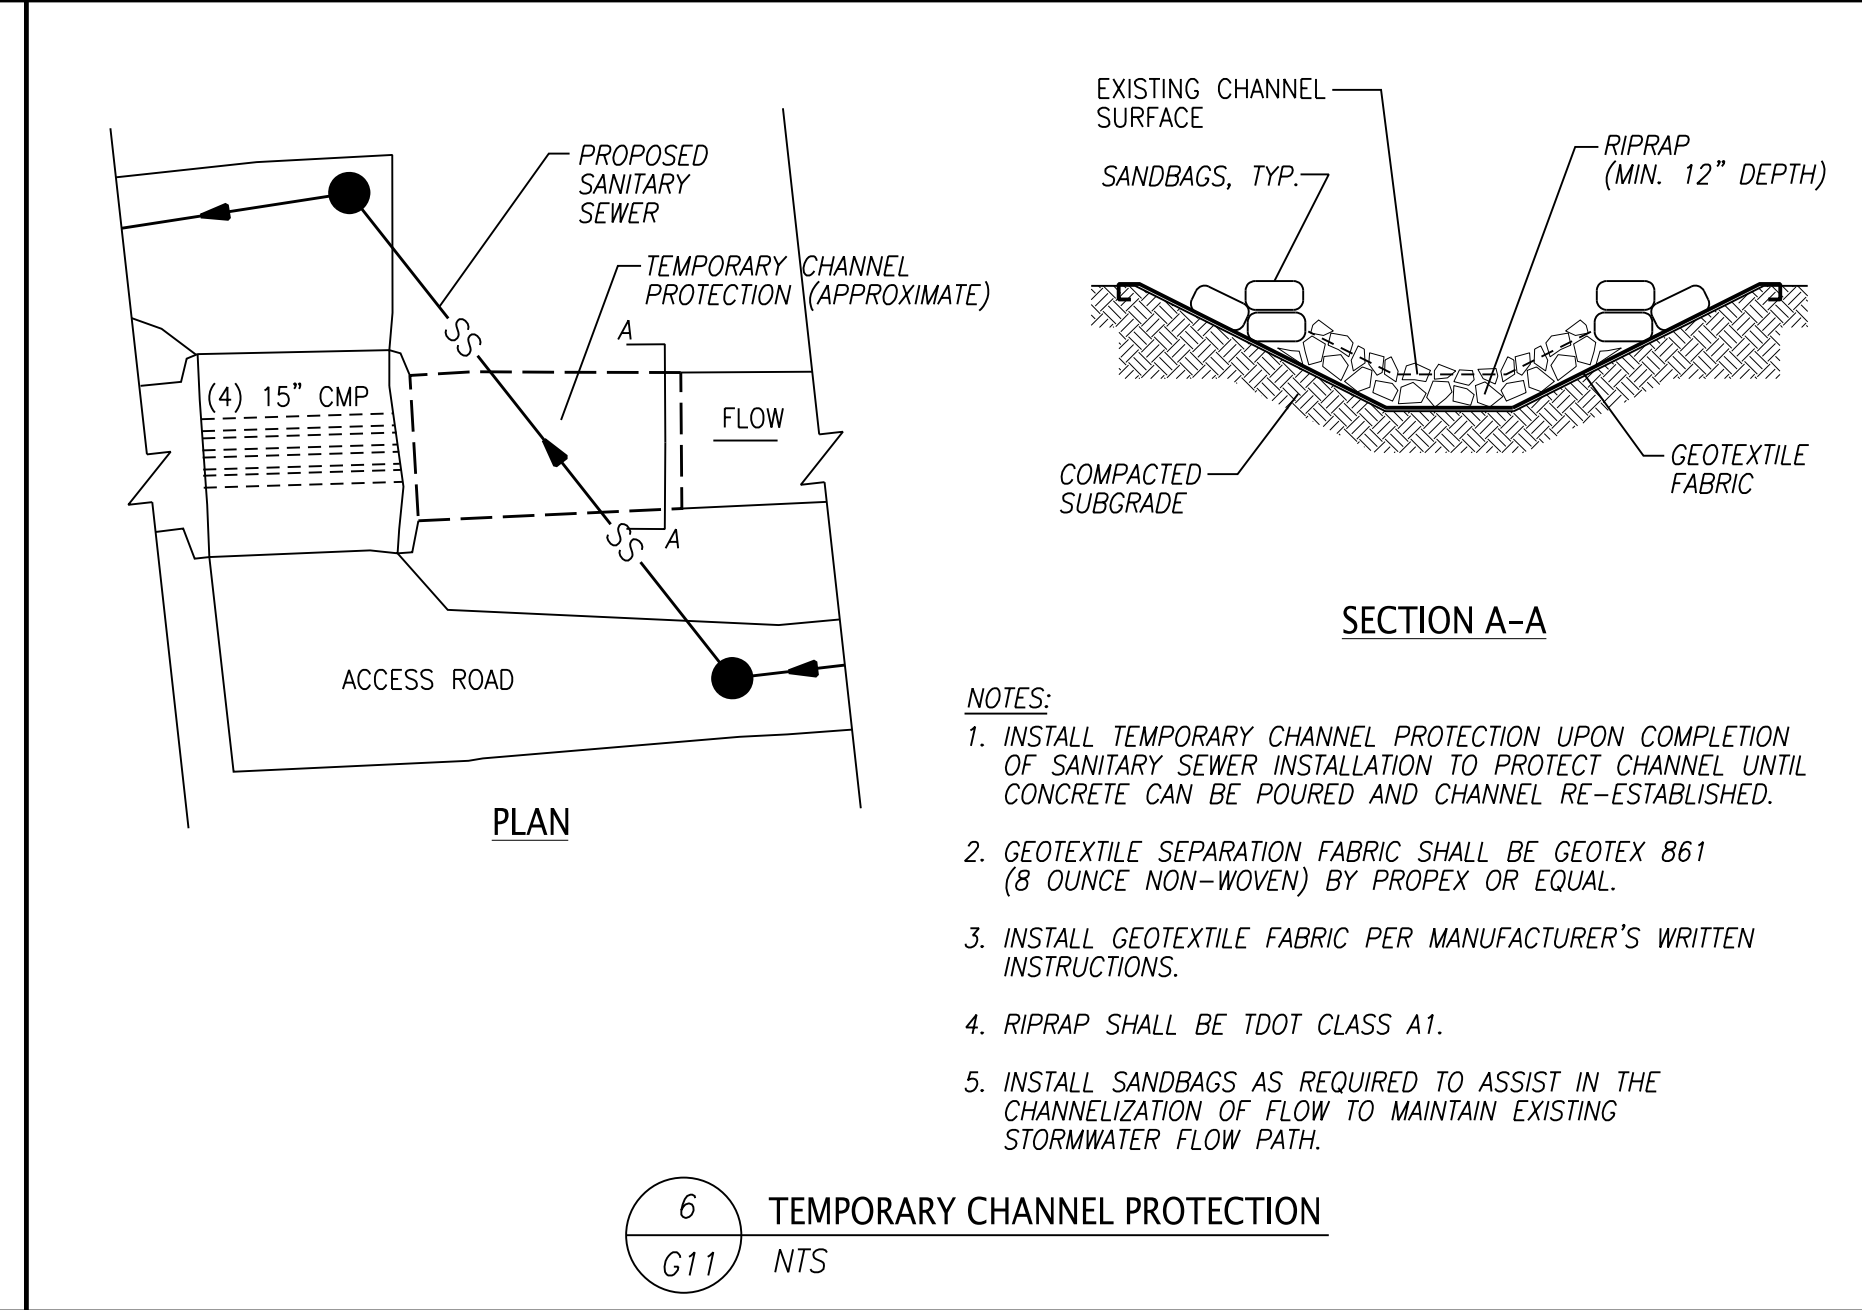 PROPOSED
SANITARY
SEWER
TEMPORARY CHANNEL
PROTECTION (APPROXIMATE)
A
SS
(4) 15" CMP
FLOW
SS
A
ACCESS ROAD
PLAN
EXISTING CHANNEL
SURFACE
SANDBAGS, TYP.
RIPRAP
(MIN. 12" DEPTH)
COMPACTED
SUBGRADE
GEOTEXTILE
FABRIC
SECTION A-A
NOTES:
1. INSTALL TEMPORARY CHANNEL PROTECTION UPON COMPLETION
OF SANITARY SEWER INSTALLATION TO PROTECT CHANNEL UNTIL
CONCRETE CAN BE POURED AND CHANNEL RE-ESTABLISHED.
2. GEOTEXTILE SEPARATION FABRIC SHALL BE GEOTEX 861
(8 OUNCE NON-WOVEN) BY PROPEX OR EQUAL.
3. INSTALL GEOTEXTILE FABRIC PER MANUFACTURER'S WRITTEN
INSTRUCTIONS.
4. RIPRAP SHALL BE TDOT CLASS A1.
5. INSTALL SANDBAGS AS REQUIRED TO ASSIST IN THE
CHANNELIZATION OF FLOW TO MAINTAIN EXISTING
STORMWATER FLOW PATH.
6
G11
TEMPORARY CHANNEL PROTECTION
NTS